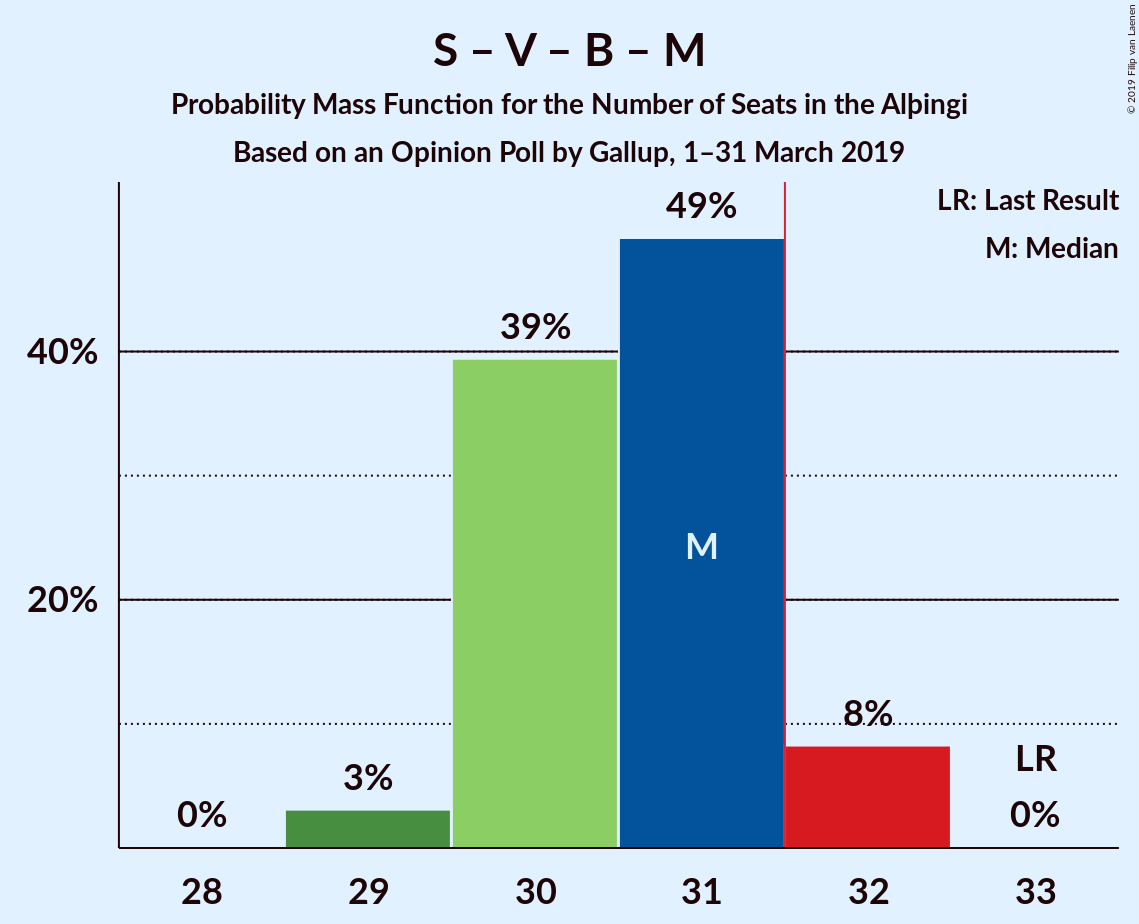 S – V – B – M
Probability Mass Function for the Number of Seats in the Alþingi
Based on an Opinion Poll by Gallup, 1–31 March 2019
© 2019 Filip van Laenen
LR: Last Result
M: Median
49%
39%
40%
M
20%
8%
3%
LR
0%
0%
28
29
30
31
32
33